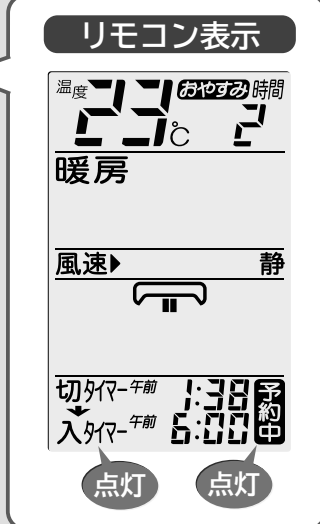 リモコン表示
温度 23℃ おやすみ 時間 2
暖房
風速▶ 静
切タイマー 午前 1:38 予約中
入タイマー 午前 6:00
点灯 点灯